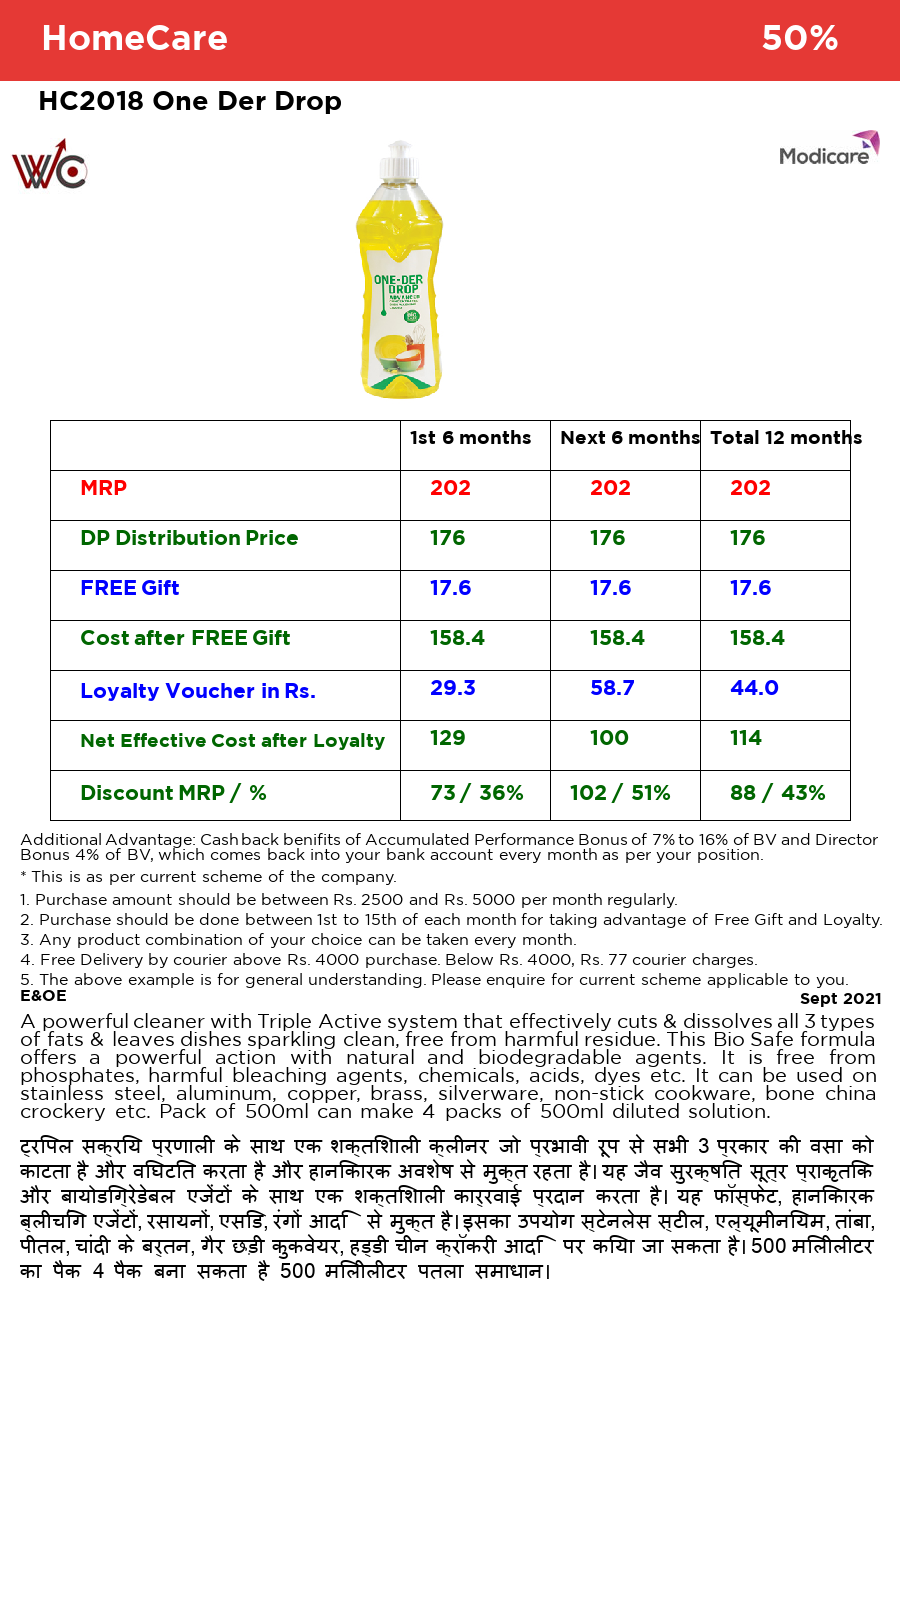 HomeCare 50%
HC2018 One Der Drop
WC
Modicare
ONE-DER
DROP
1st 6 months Next 6 months Total 12 months
MRP 202 202 202
DP Distribution Price 176 176 176
FREE Gift 17.6 17.6 17.6
Cost after FREE Gift 158.4 158.4 158.4
Loyalty Voucher in Rs. 29.3 58.7 44.0
Net Effective Cost after Loyalty 129 100 114
Discount MRP / % 73 / 36% 102 / 51% 88 / 43%
Additional Advantage: Cash back benifits of Accumulated Performance Bonus of 7% to 16% of BV and Director
Bonus 4% of BV, which comes back into your bank account every month as per your position.
* This is as per current scheme of the company.
1. Purchase amount should be between Rs. 2500 and Rs. 5000 per month regularly.
2. Purchase should be done between 1st to 15th of each month for taking advantage of Free Gift and Loyalty.
3. Any product combination of your choice can be taken every month.
4. Free Delivery by courier above Rs. 4000 purchase. Below Rs. 4000, Rs. 77 courier charges.
5. The above example is for general understanding. Please enquire for current scheme applicable to you.
E&OE Sept 2021
A powerful cleaner with Triple Active system that effectively cuts & dissolves all 3 types
of fats & leaves dishes sparkling clean, free from harmful residue. This Bio Safe formula
offers a powerful action with natural and biodegradable agents. It is free from
phosphates, harmful bleaching agents, chemicals, acids, dyes etc. It can be used on
stainless steel, aluminum, copper, brass, silverware, non-stick cookware, bone china
crockery etc. Pack of 500ml can make 4 packs of 500ml diluted solution.
ट्रिपल सक्रिय प्रणाली के साथ एक शक्तिशाली क्लीनर जो प्रभावी रूप से सभी 3 प्रकार की वसा को
काटता है और विघटित करता है और हानिकारक अवशेष से मुक्त रहता है। यह जैव सुरक्षित सूत्र प्राकृतिक
और बायोडिग्रेडेबल एजेंटों के साथ एक शक्तिशाली कार्रवाई प्रदान करता है। यह फॉस्फेट, हानिकारक
ब्लीचिंग एजेंटों, रसायनों, एसिड, रंगों आदि से मुक्त है। इसका उपयोग स्टेनलेस स्टील, एल्यूमीनियम, तांबा,
पीतल, चांदी के बर्तन, गैर छड़ी कुकवेयर, हड्डी चीन क्रॉकरी आदि पर किया जा सकता है। 500 मिलीलीटर
का पैक 4 पैक बना सकता है 500 मिलीलीटर पतला समाधान।